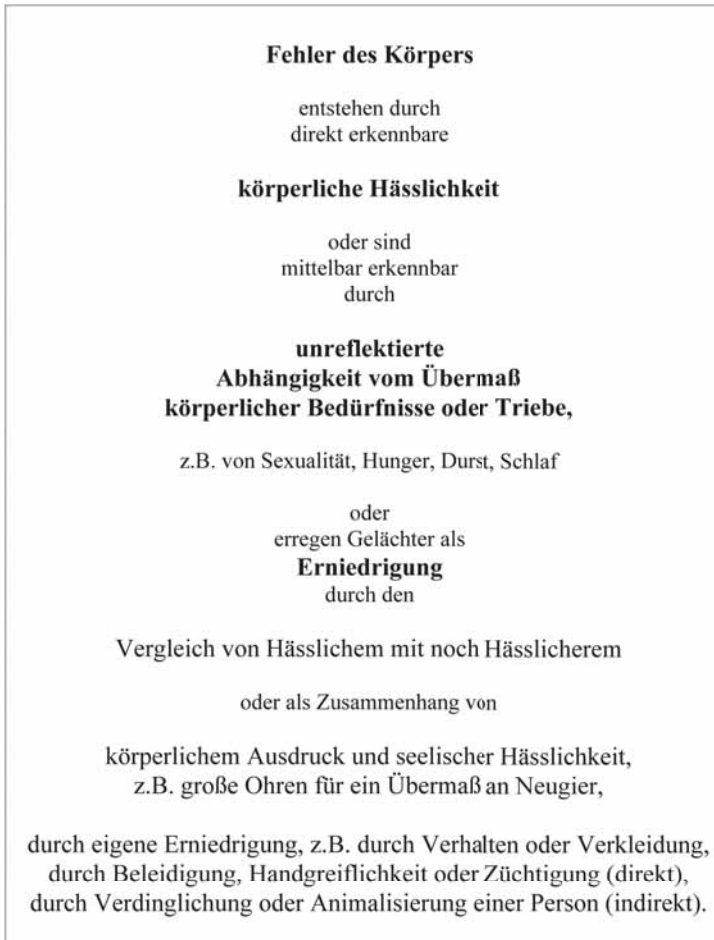 Fehler des Körpers
entstehen durch
direkt erkennbare
körperliche Hässlichkeit
oder sind
mittelbar erkennbar
durch
unreflektierte
Abhängigkeit vom Übermaß
körperlicher Bedürfnisse oder Triebe,
z.B. von Sexualität, Hunger, Durst, Schlaf
oder
erregen Gelächter als
Erniedrigung
durch den
Vergleich von Hässlichem mit noch Hässlicherem
oder als Zusammenhang von
körperlichem Ausdruck und seelischer Hässlichkeit,
z.B. große Ohren für ein Übermaß an Neugier,
durch eigene Erniedrigung, z.B. durch Verhalten oder Verkleidung,
durch Beleidigung, Handgreiflichkeit oder Züchtigung (direkt),
durch Verdinglichung oder Animalisierung einer Person (indirekt).